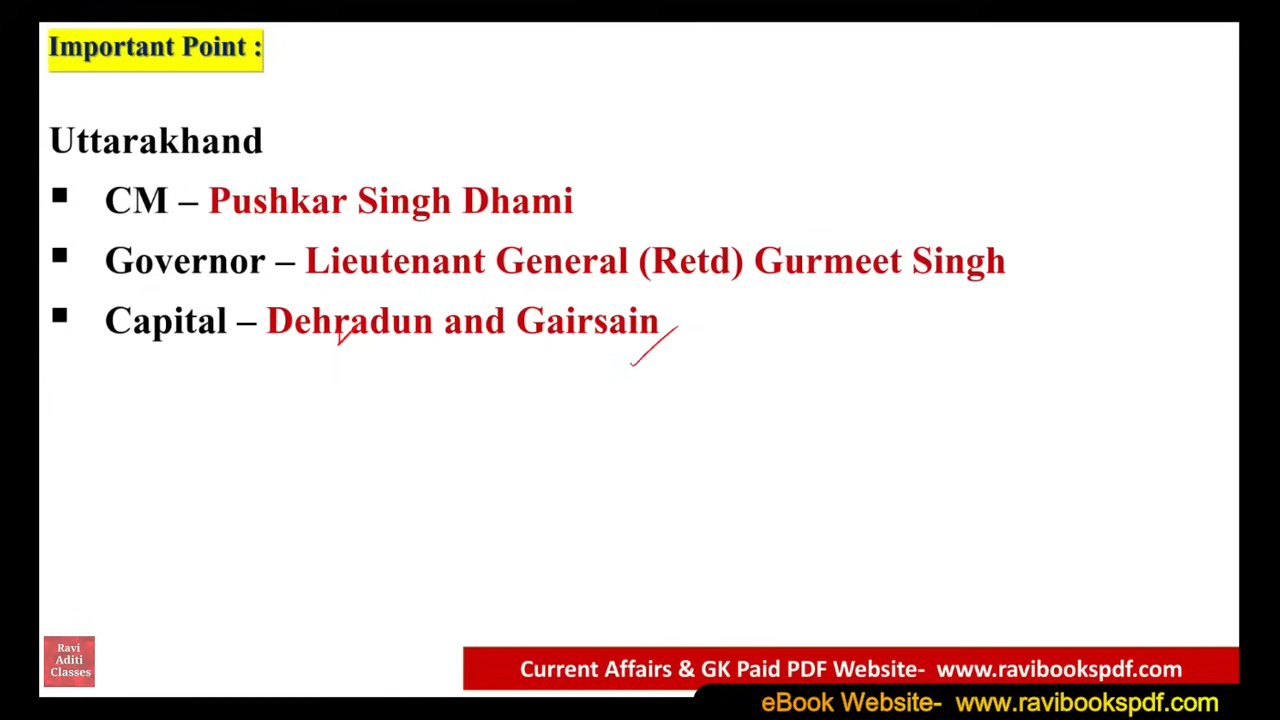 Important Point :
Uttarakhand
▪ CM – Pushkar Singh Dhami
▪ Governor – Lieutenant General (Retd) Gurmeet Singh
▪ Capital – Dehradun and Gairsain
Ravi
Aditi
Classes
Current Affairs & GK Paid PDF Website- www.ravibookspdf.com
eBook Website- www.ravibookspdf.com